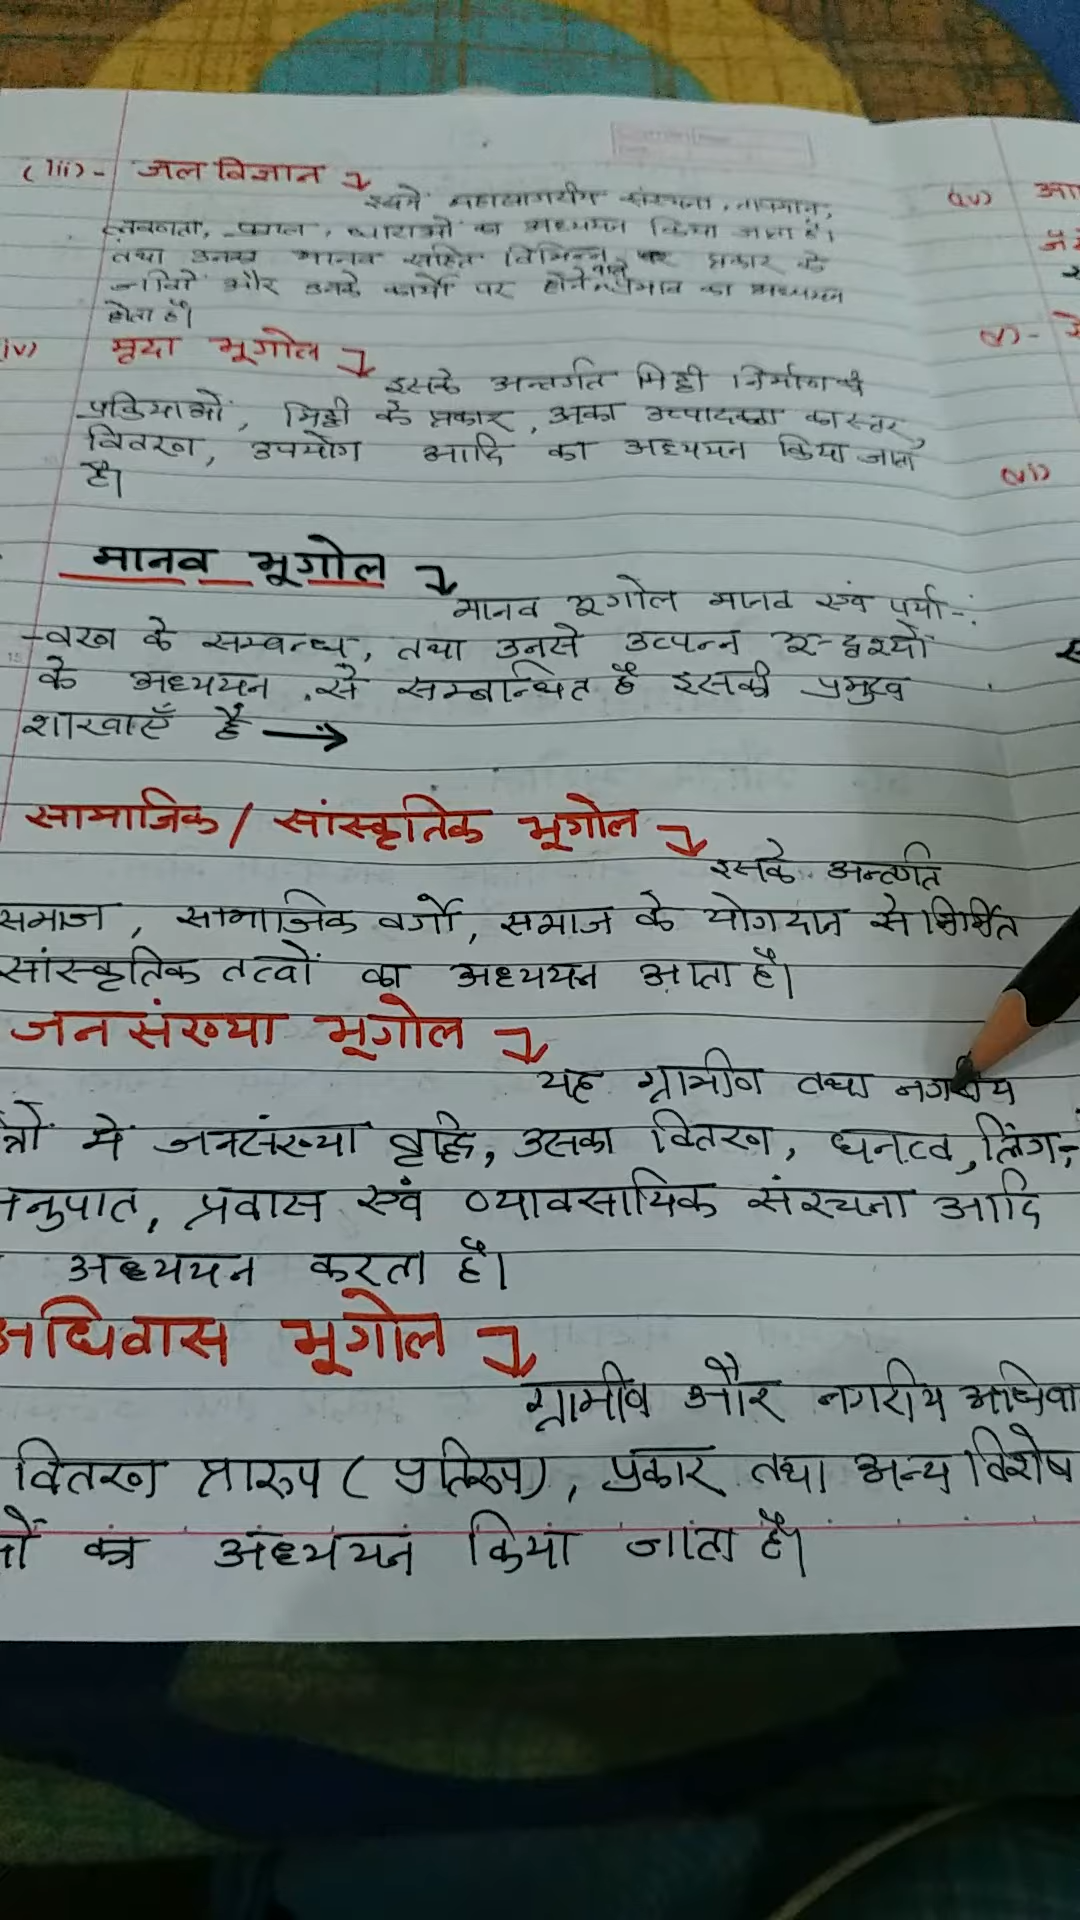 (iii) - जल विज्ञान
इसमें महासागरीय संरचना, तापमान,
लवणता, धाराओं का अध्ययन किया जाता है।
तथा उनका मानव सहित विभिन्न प्रकार के
जीवों और उनके कार्यों पर होने वाले प्रभाव का अध्ययन
होता है।
(iv) मृदा भूगोल
इसके अन्तर्गत मिट्टी निर्माण की
प्रक्रियाओं, मिट्टी के प्रकार, उत्पादकता का स्तर,
वितरण, उपयोग आदि का अध्ययन किया जाता
है।
मानव भूगोल
मानव भूगोल मानव एवं पर्या-
-वरण के सम्बन्ध, तथा उनसे उत्पन्न भू-दृश्यों
के अध्ययन से सम्बन्धित है इसकी प्रमुख
शाखाएँ हैं →
सामाजिक / सांस्कृतिक भूगोल
इसके अन्तर्गत
समाज, सामाजिक वर्गों, समाज के योगदान से निर्मित
सांस्कृतिक तत्वों का अध्ययन आता है।
जनसंख्या भूगोल
यह ग्रामीण तथा नगरीय
में जनसंख्या वृद्धि, उसका वितरण, घनत्व, लिंग-
नुपात, प्रवास एवं व्यावसायिक संरचना आदि
अध्ययन करता है।
अधिवास भूगोल
ग्रामीण और नगरीय अधिवा
वितरण प्रारुप (प्रतिरुप), प्रकार तथा अन्य विशेष
का अध्ययन किया जाता है।
(iv)
(v) -
(vi)